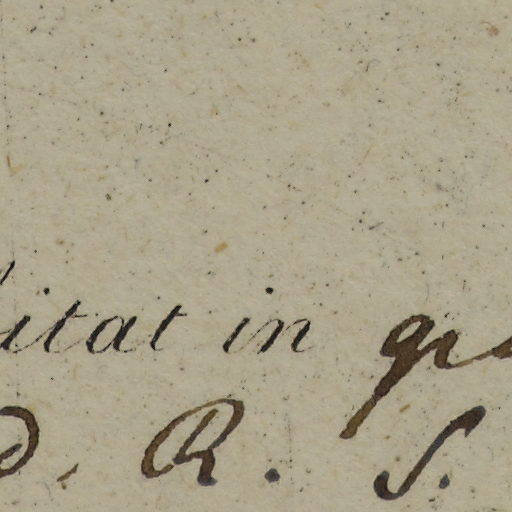 itat in
d. R. S.